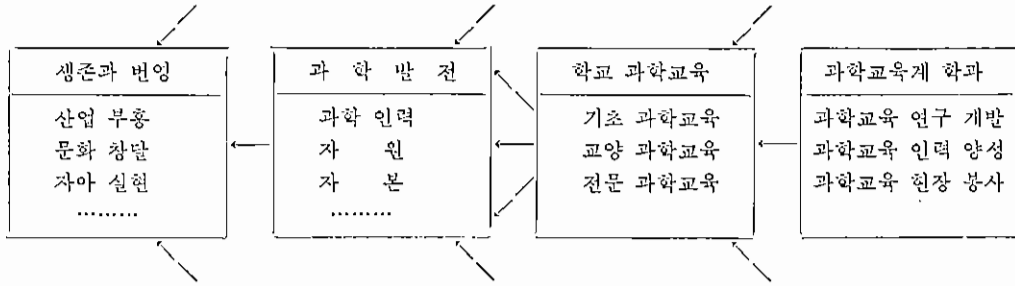 생존과 번영
산업 부흥
문화 창달
자아 실현
………
과 학 발 전
과학 인력
자 원
자 본
………
학교 과학교육
기초 과학교육
교양 과학교육
전문 과학교육
과학교육계 학과
과학교육 연구 개발
과학교육 인력 양성
과학교육 현장 봉사